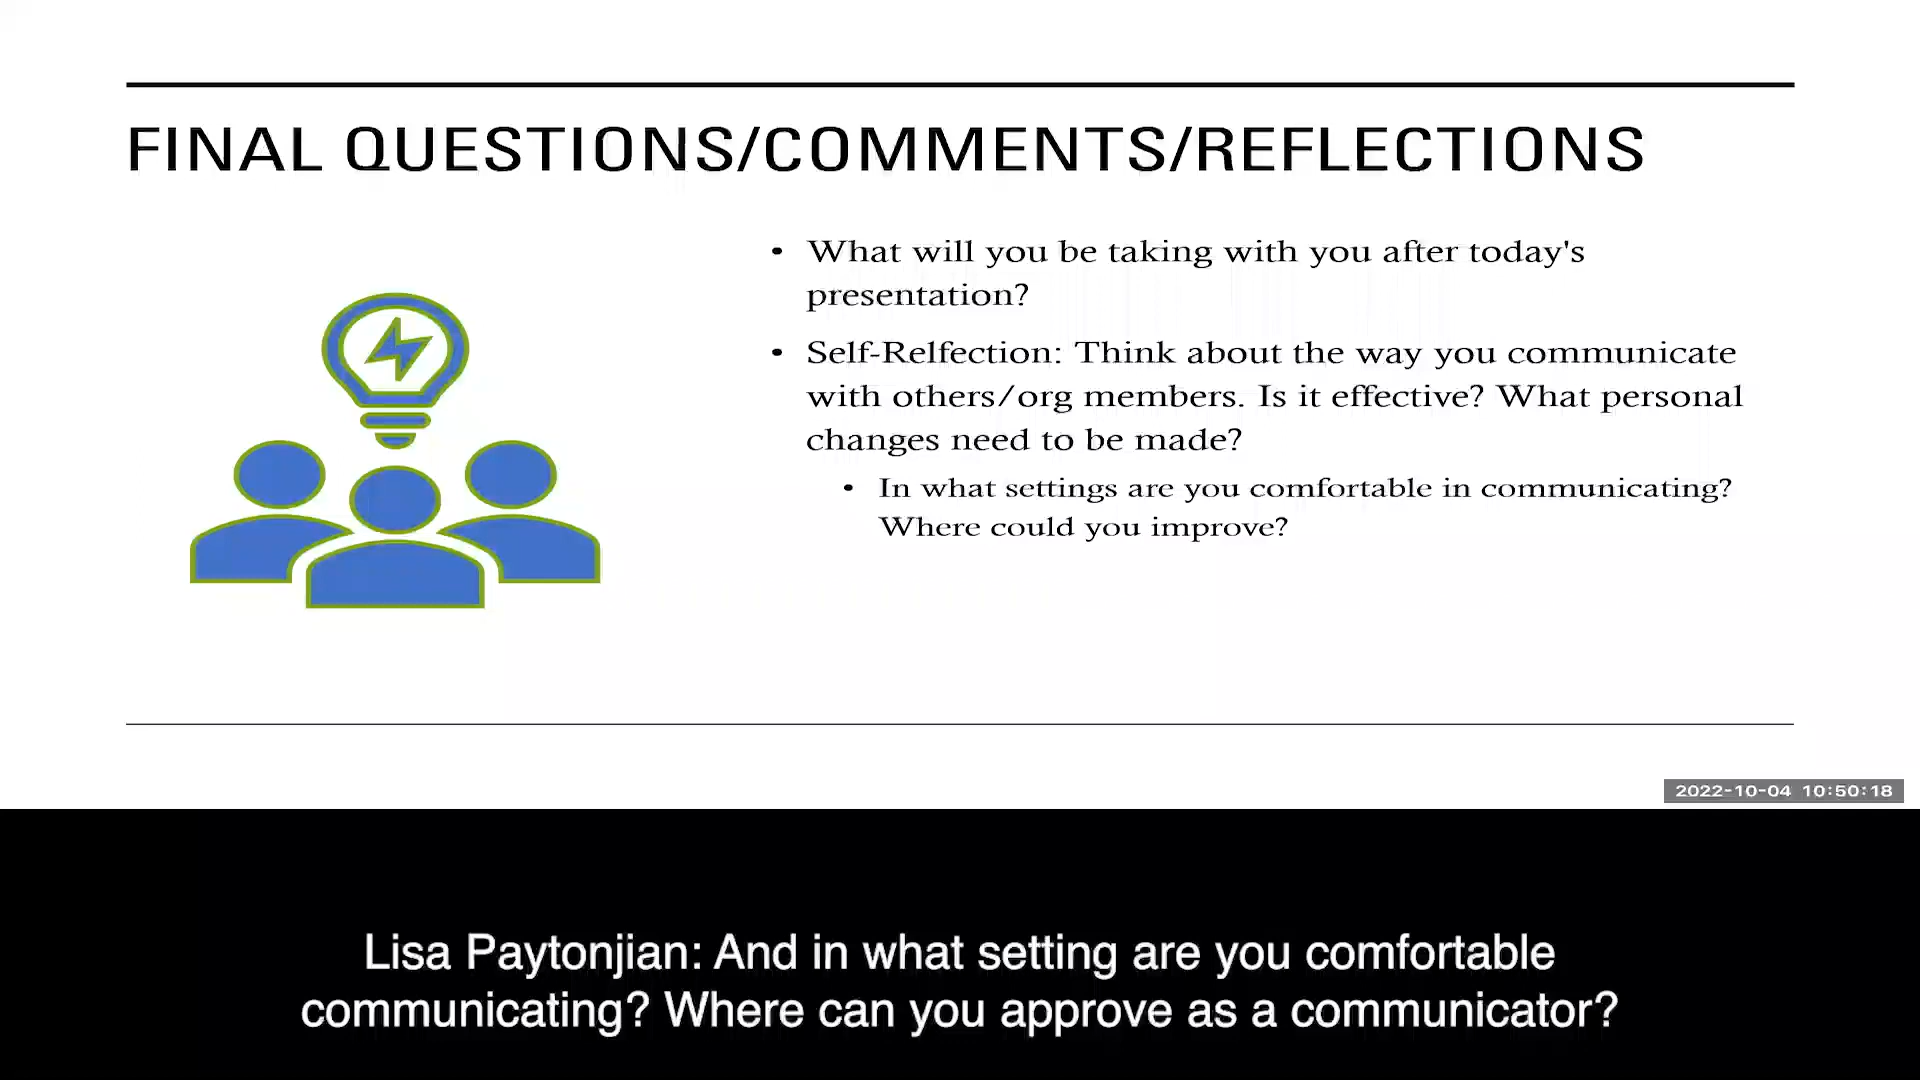 FINAL QUESTIONS/COMMENTS/REFLECTIONS
• What will you be taking with you after today's
presentation?
• Self-Relfection: Think about the way you communicate
with others/org members. Is it effective? What personal
changes need to be made?
• In what settings are you comfortable in communicating?
Where could you improve?
2022-10-04 10:50:18
Lisa Paytonjian: And in what setting are you comfortable
communicating? Where can you approve as a communicator?